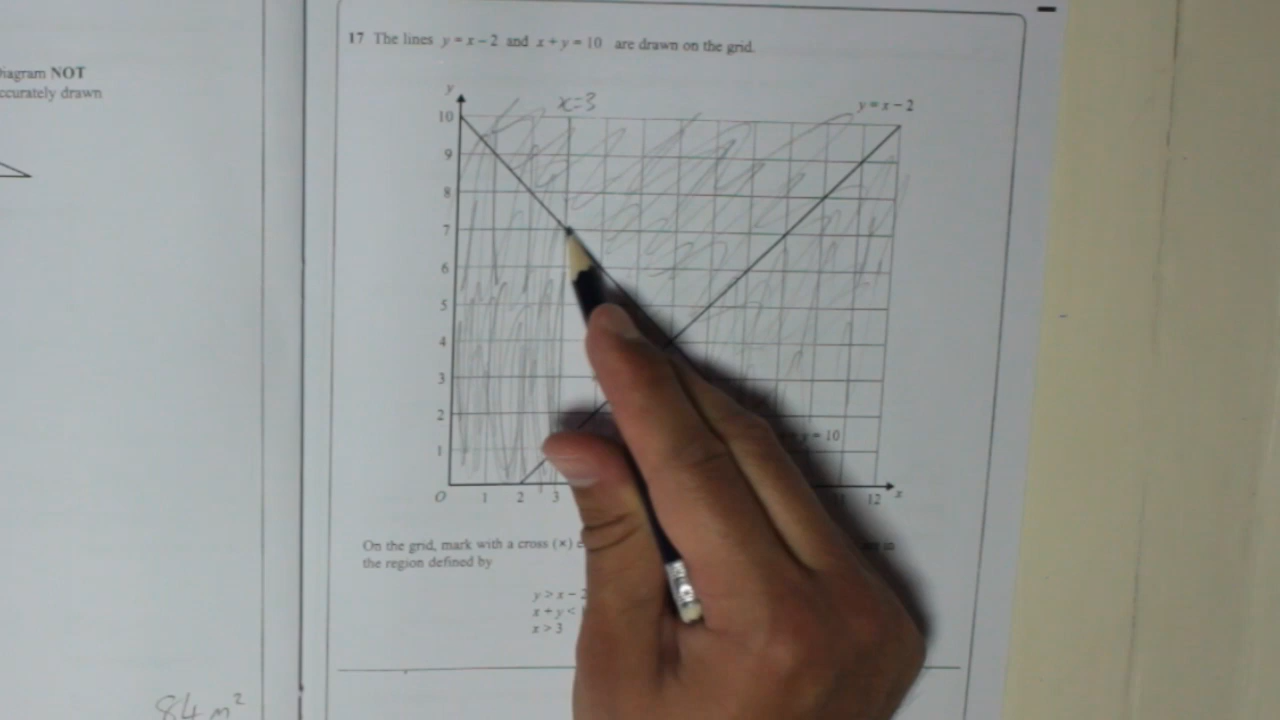 Diagram NOT
accurately drawn
17 The lines y = x – 2 and x + y = 10 are drawn on the grid.
y
x=3
y = x – 2
10
9
8
7
6
5
4
3
2
1
y = 10
O 1 2 3 12 x
On the grid, mark with a cross (×)
the region defined by
y > x – 2
x + y <
x > 3
84 m²